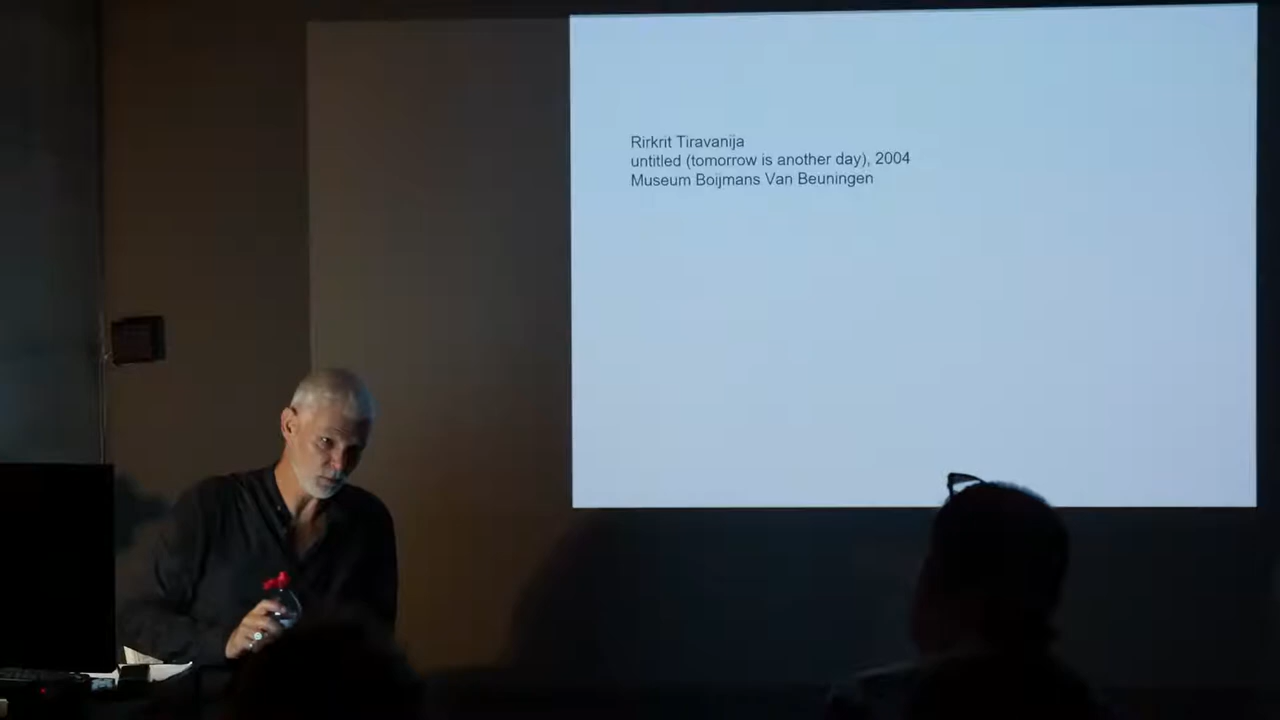 Rirkrit Tiravanija
untitled (tomorrow is another day), 2004
Museum Boijmans Van Beuningen